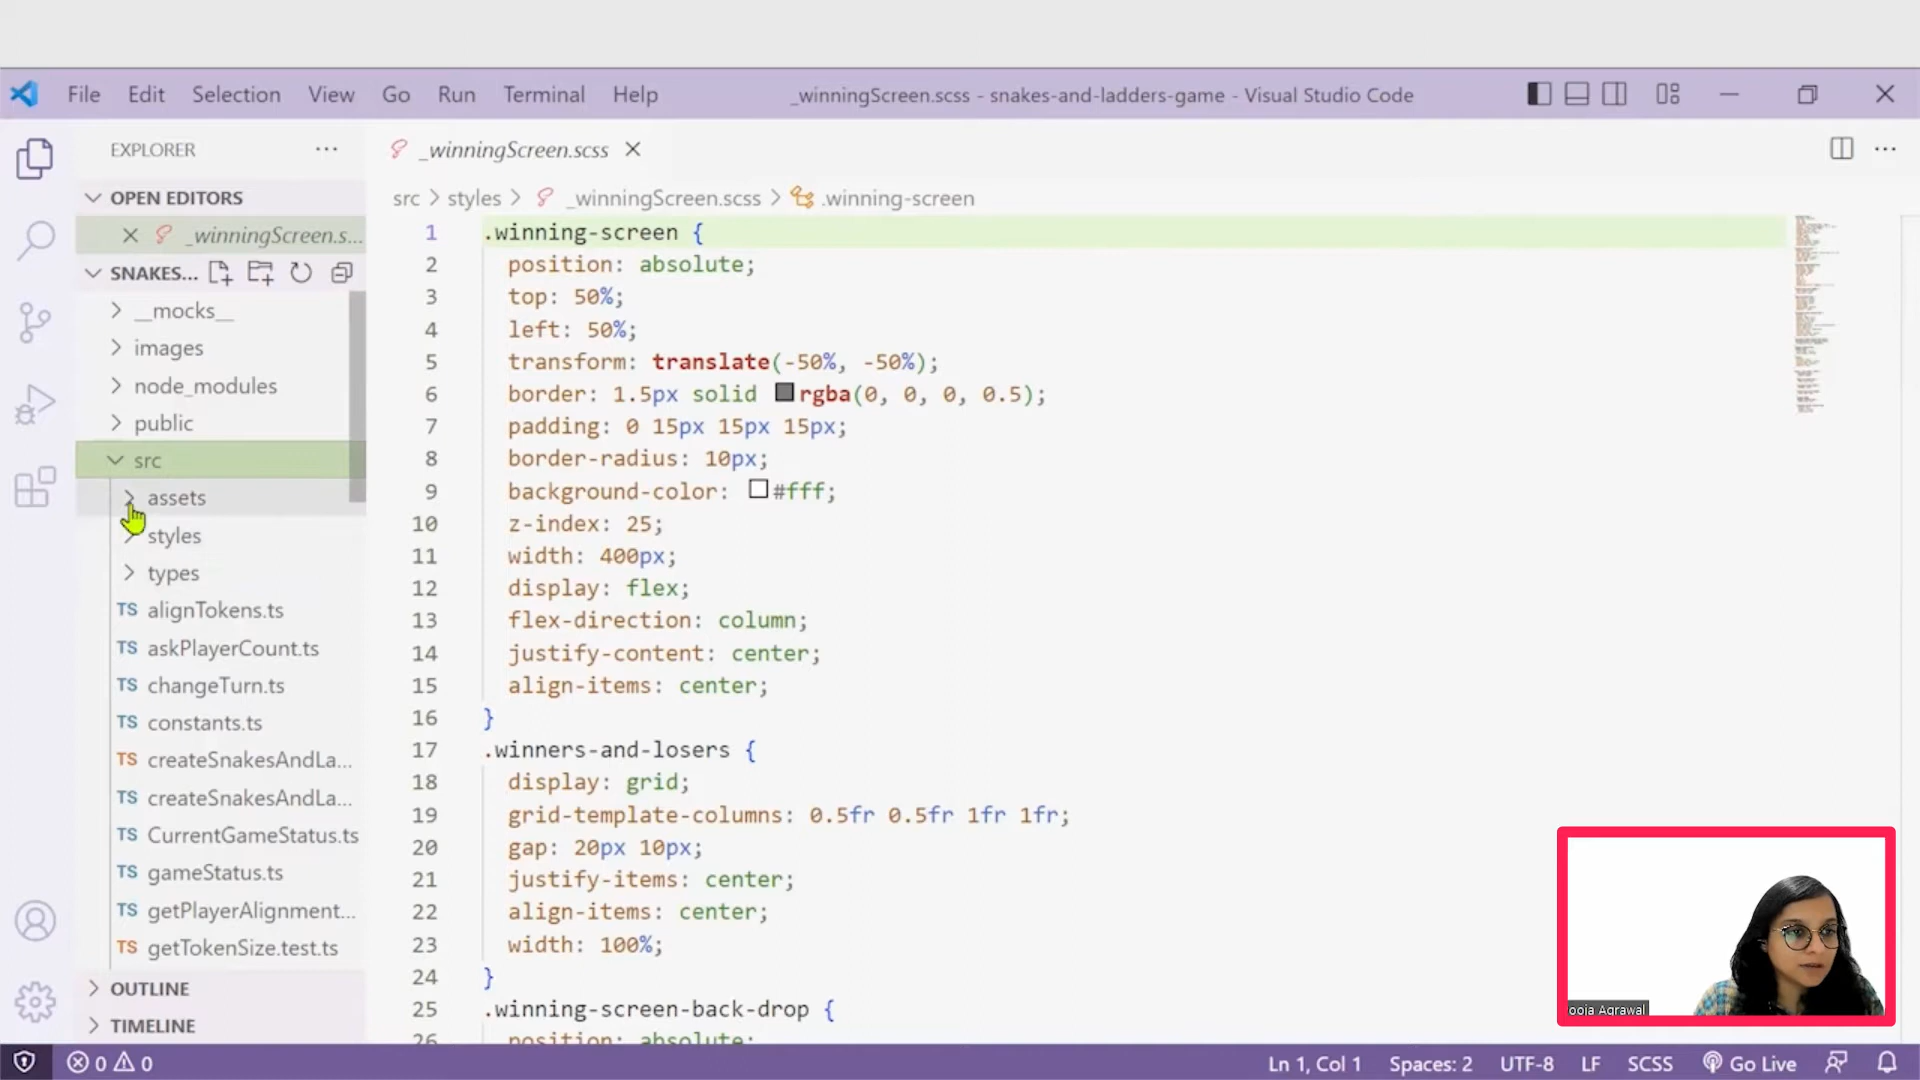 File Edit Selection View Go Run Terminal Help _winningScreen.scss - snakes-and-ladders-game - Visual Studio Code
EXPLORER
OPEN EDITORS
_winningScreen.s...
SNAKES...
__mocks__
images
node_modules
public
src
assets
styles
types
TS alignTokens.ts
TS askPlayerCount.ts
TS changeTurn.ts
TS constants.ts
TS createSnakesAndLa...
TS createSnakesAndLa...
TS CurrentGameStatus.ts
TS gameStatus.ts
TS getPlayerAlignment...
TS getTokenSize.test.ts
OUTLINE
TIMELINE
_winningScreen.scss
src > styles > _winningScreen.scss > .winning-screen
1 .winning-screen {
2 position: absolute;
3 top: 50%;
4 left: 50%;
5 transform: translate(-50%, -50%);
6 border: 1.5px solid rgba(0, 0, 0, 0.5);
7 padding: 0 15px 15px 15px;
8 border-radius: 10px;
9 background-color: #fff;
10 z-index: 25;
11 width: 400px;
12 display: flex;
13 flex-direction: column;
14 justify-content: center;
15 align-items: center;
16 }
17 .winners-and-losers {
18 display: grid;
19 grid-template-columns: 0.5fr 0.5fr 1fr 1fr;
20 gap: 20px 10px;
21 justify-items: center;
22 align-items: center;
23 width: 100%;
24 }
25 .winning-screen-back-drop {
26 position: absolute;
ooja Agrawal
0 0 Ln 1, Col 1 Spaces: 2 UTF-8 LF SCSS Go Live